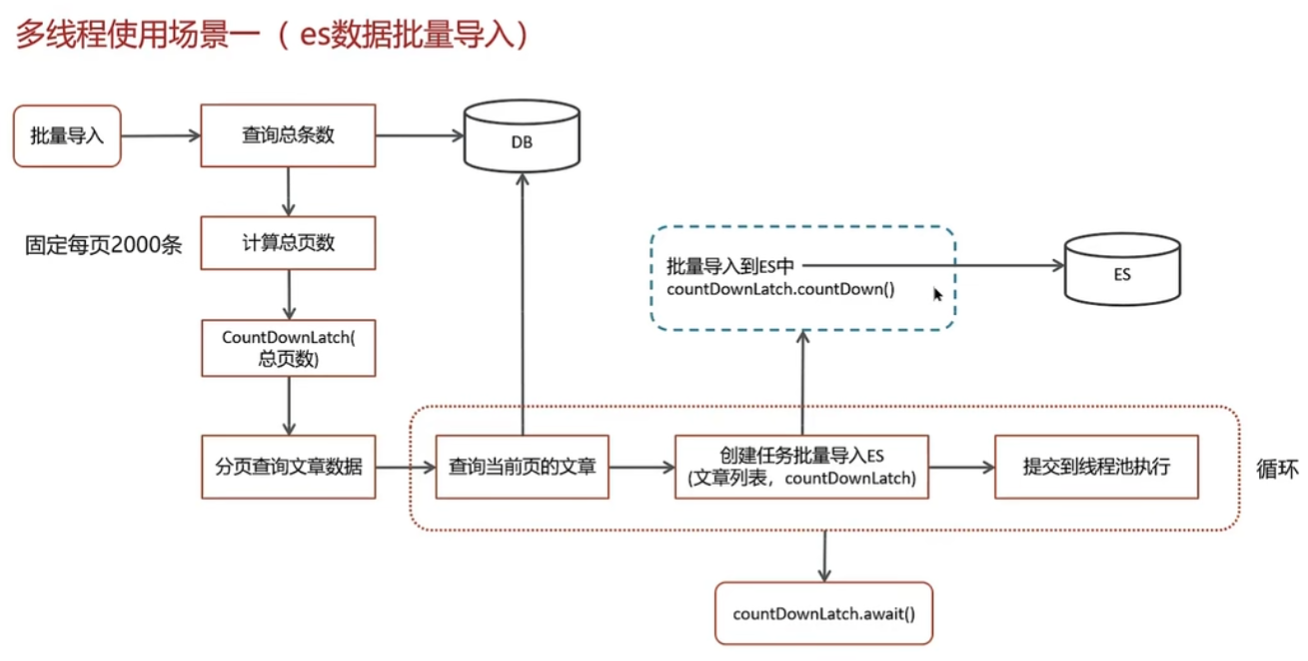 多线程使用场景一（ es数据批量导入）
批量导入
查询总条数
DB
固定每页2000条
计算总页数
批量导入到ES中
countDownLatch.countDown()
ES
CountDownLatch(
总页数)
分页查询文章数据
查询当前页的文章
创建任务批量导入ES
(文章列表，countDownLatch)
提交到线程池执行
循环
countDownLatch.await()